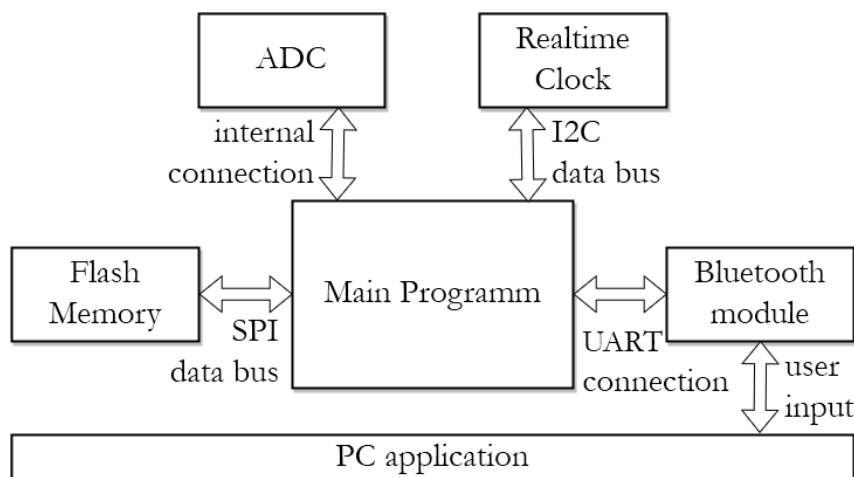 ADC
Realtime
Clock
internal
connection
I2C
data bus
Flash
Memory
Main Programm
Bluetooth
module
SPI
data bus
UART
connection
user
input
PC application